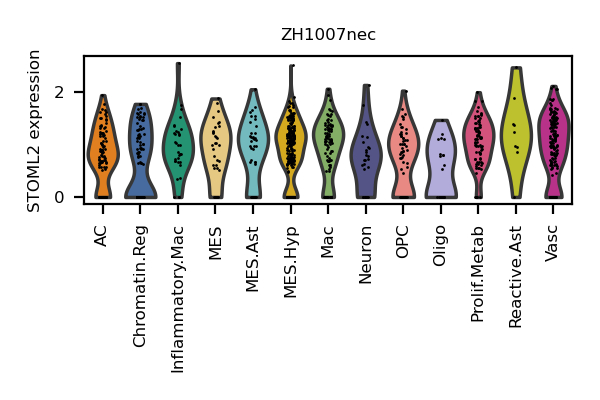 ZH1007nec
STOML2 expression
2
0
AC
Chromatin.Reg
Inflammatory.Mac
MES
MES.Ast
MES.Hyp
Mac
Neuron
OPC
Oligo
Prolif.Metab
Reactive.Ast
Vasc